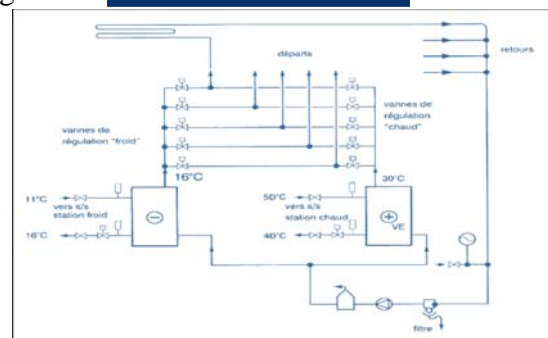 départs
retours
vannes de
régulation "froid"
vannes de
régulation
"chaud"
16°C
30°C
11°C
vers s/s
station froid
16°C
50°C
vers s/s
station chaud
40°C
VE
filtre